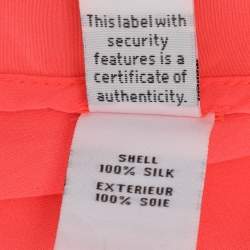 This label with
security
features is a
certificate of
authenticity.
SHELL
100% SILK
EXTERIEUR
100% SOIE